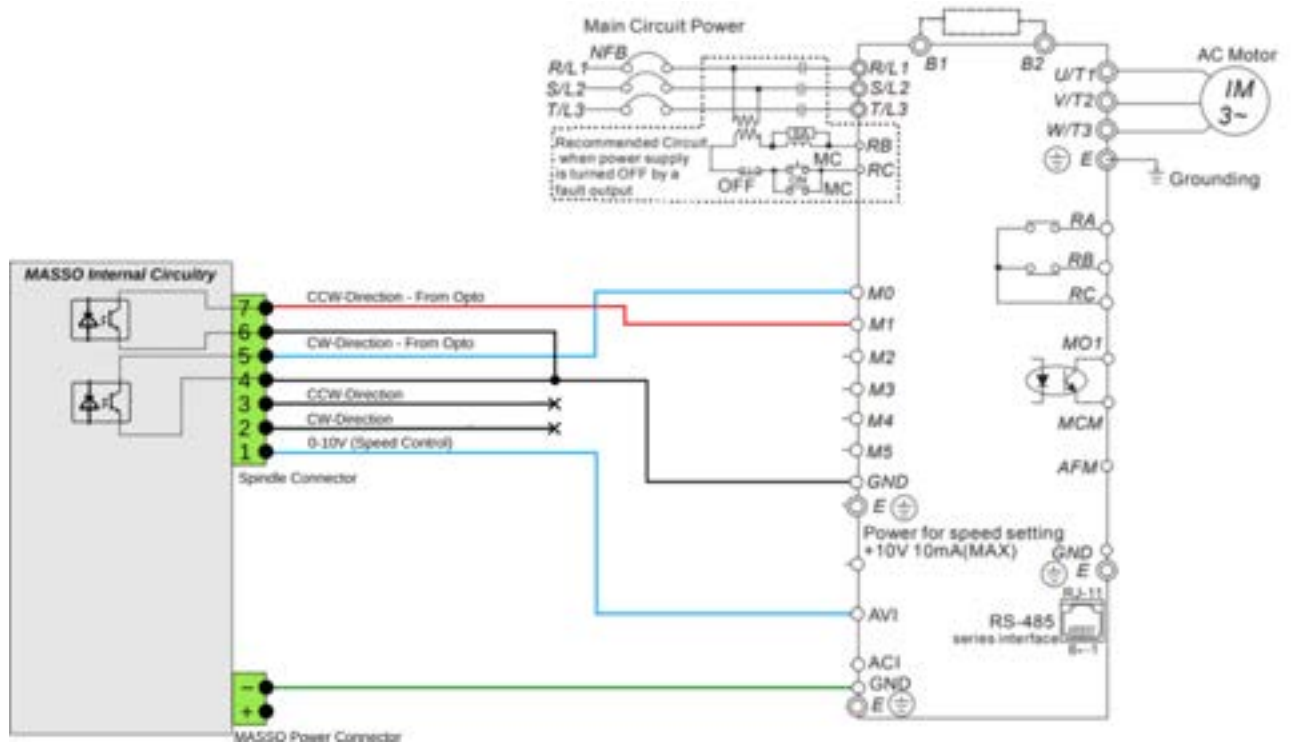 Main Circuit Power
NFB
R/L1
S/L2
T/L3
R/L1
S/L2
T/L3
B1
B2
U/T1
V/T2
W/T3
E
AC Motor
IM
3~
Grounding
Recommended Circuit
when power supply
is turned OFF by a
fault output
SA
OFF
ON
MC
MC
RB
RC
RA
RB
RC
MO1
MCM
AFM
GND
E
RJ-11
RS-485
series interface
MASSO Internal Circuitry
7
6
5
4
3
2
1
CCW-Direction - From Opto
CW-Direction - From Opto
CCW-Direction
CW-Direction
0-10V (Speed Control)
Spindle Connector
M0
M1
M2
M3
M4
M5
GND
E
Power for speed setting
+10V 10mA(MAX)
AVI
ACI
GND
E
-
+
MASSO Power Connector